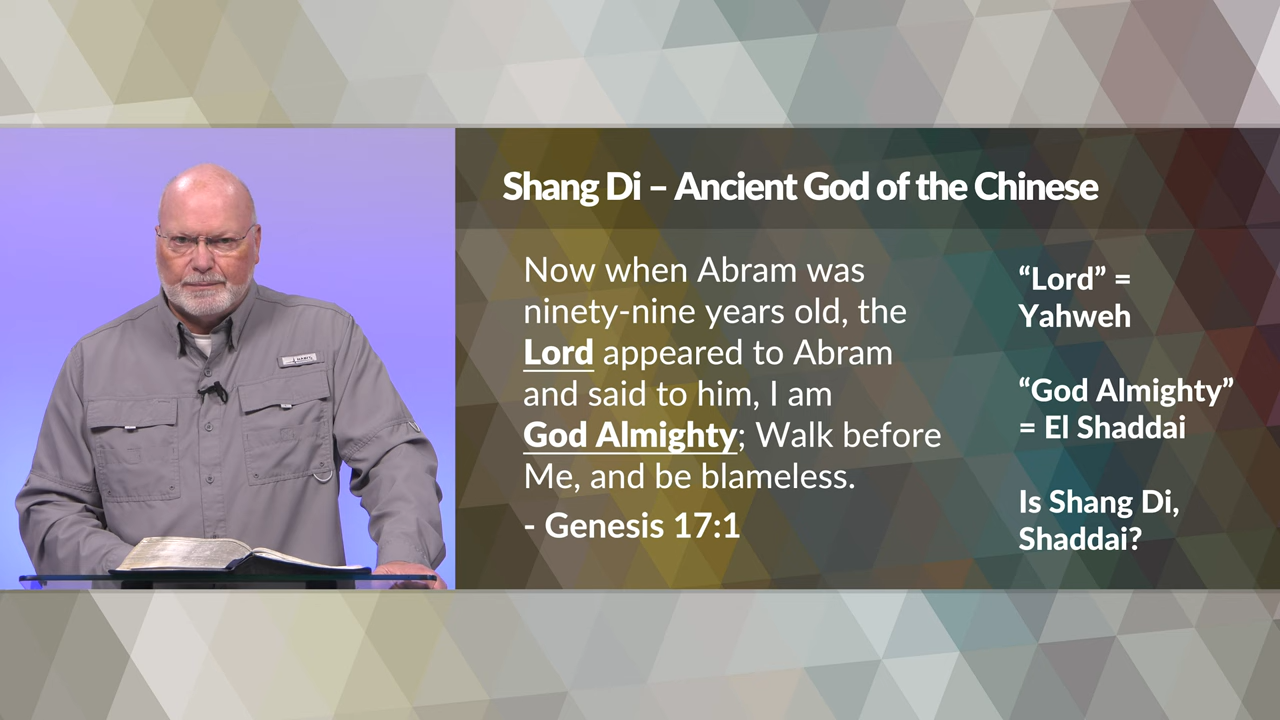 Shang Di – Ancient God of the Chinese
Now when Abram was
ninety-nine years old, the
Lord appeared to Abram
and said to him, I am
God Almighty; Walk before
Me, and be blameless.
- Genesis 17:1
“Lord” =
Yahweh
“God Almighty”
= El Shaddai
Is Shang Di,
Shaddai?